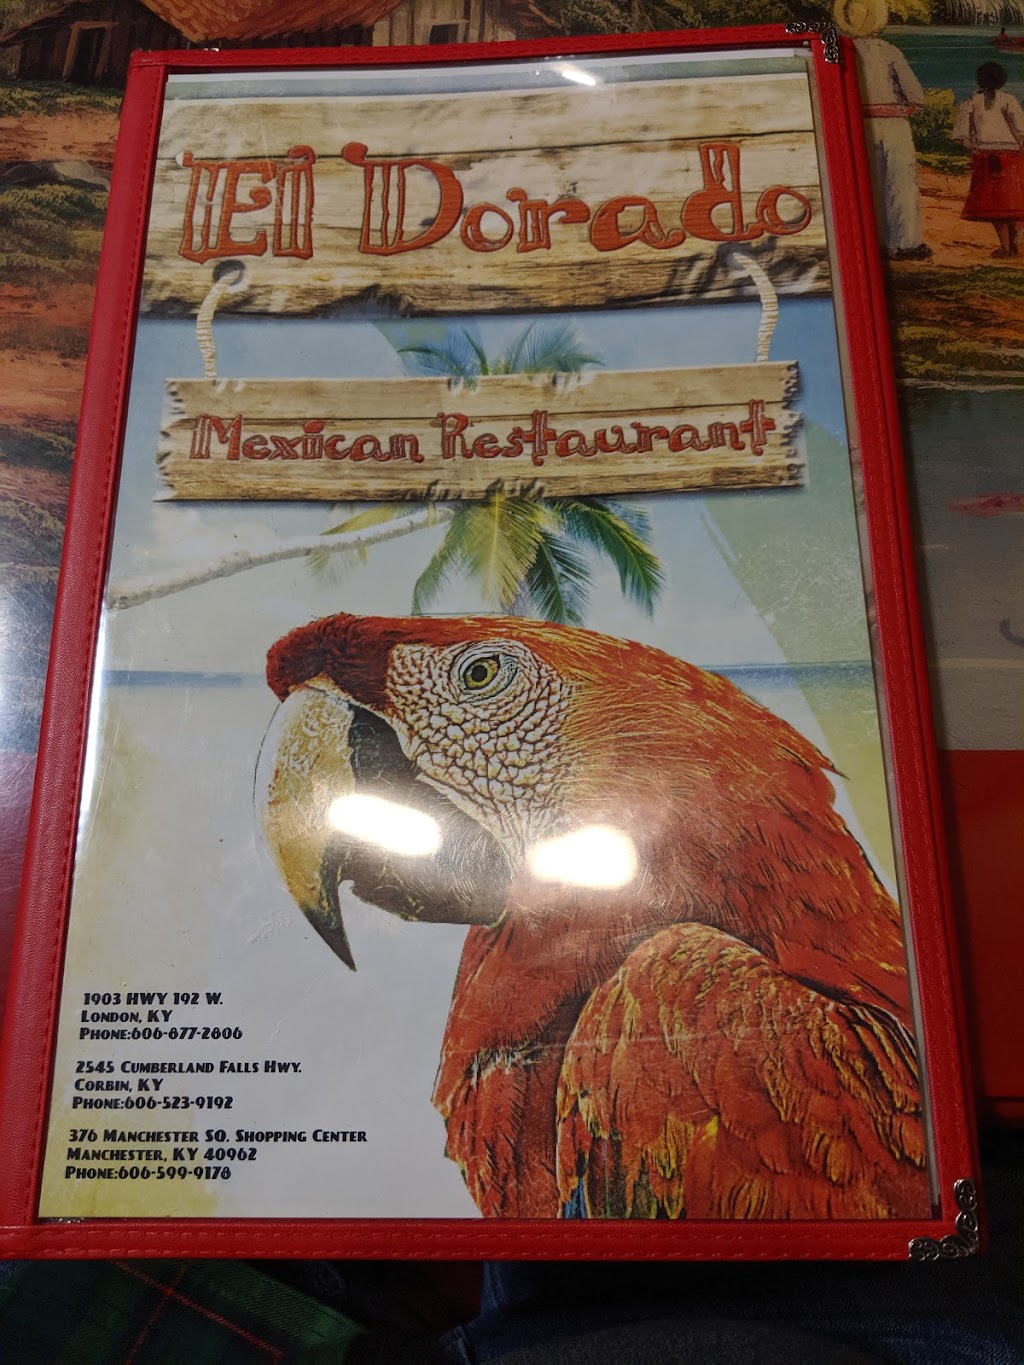 El Dorado
Mexican Restaurant
1903 HWY 192 W.
London, KY
Phone:606-877-2806
2545 Cumberland Falls Hwy.
Corbin, KY
Phone:606-523-9192
376 Manchester SQ. Shopping Center
Manchester, KY 40962
Phone:606-599-9178